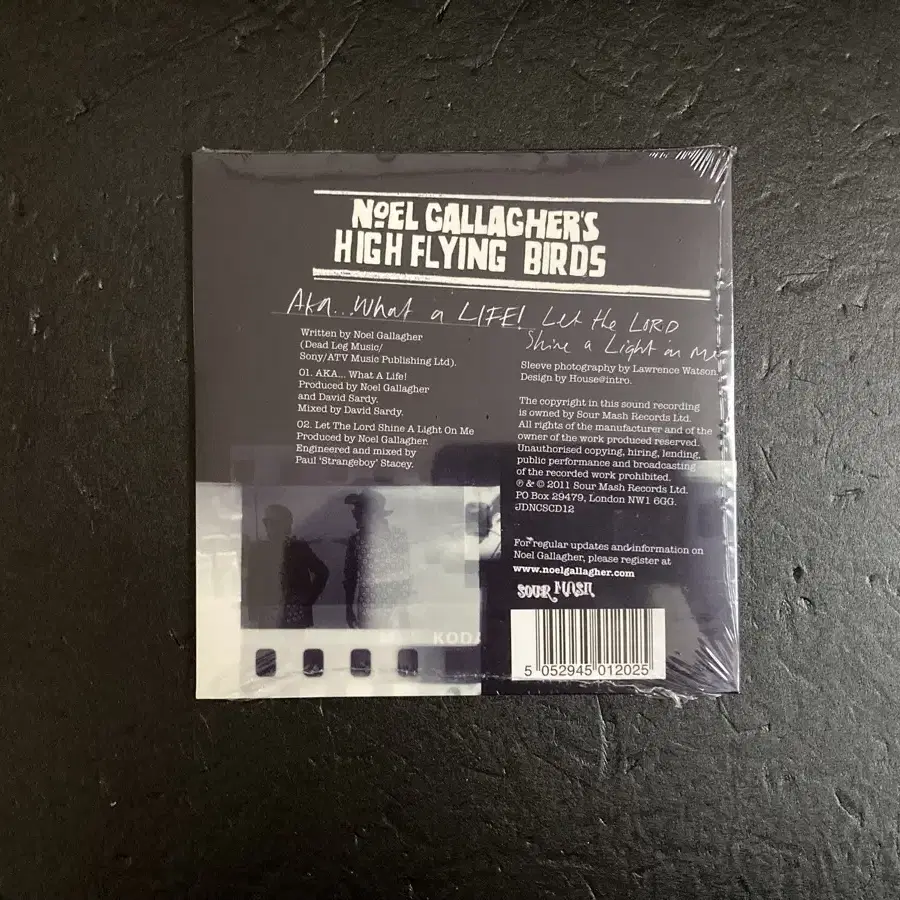 NOEL GALLAGHER'S
HIGH FLYING BIRDS
AKA...What a LIFE! Let the LORD
Shine a Light on Me
Written by Noel Gallagher
(Dead Leg Music/
Sony/ATV Music Publishing Ltd).
01. AKA... What A Life!
Produced by Noel Gallagher
and David Sardy.
Mixed by David Sardy.
02. Let The Lord Shine A Light On Me
Produced by Noel Gallagher.
Engineered and mixed by
Paul 'Strangeboy' Stacey.
Sleeve photography by Lawrence Watson.
Design by House@intro.
The copyright in this sound recording
is owned by Sour Mash Records Ltd.
All rights of the manufacturer and of the
owner of the work produced reserved.
Unauthorised copying, hiring, lending,
public performance and broadcasting
of the recorded work prohibited.
℗ & © 2011 Sour Mash Records Ltd.
PO Box 29479, London NW1 6GG.
JDNCSCD12
For regular updates and information on
Noel Gallagher, please register at
www.noelgallagher.com
SOUR MASH
KODA
5 052945 012025